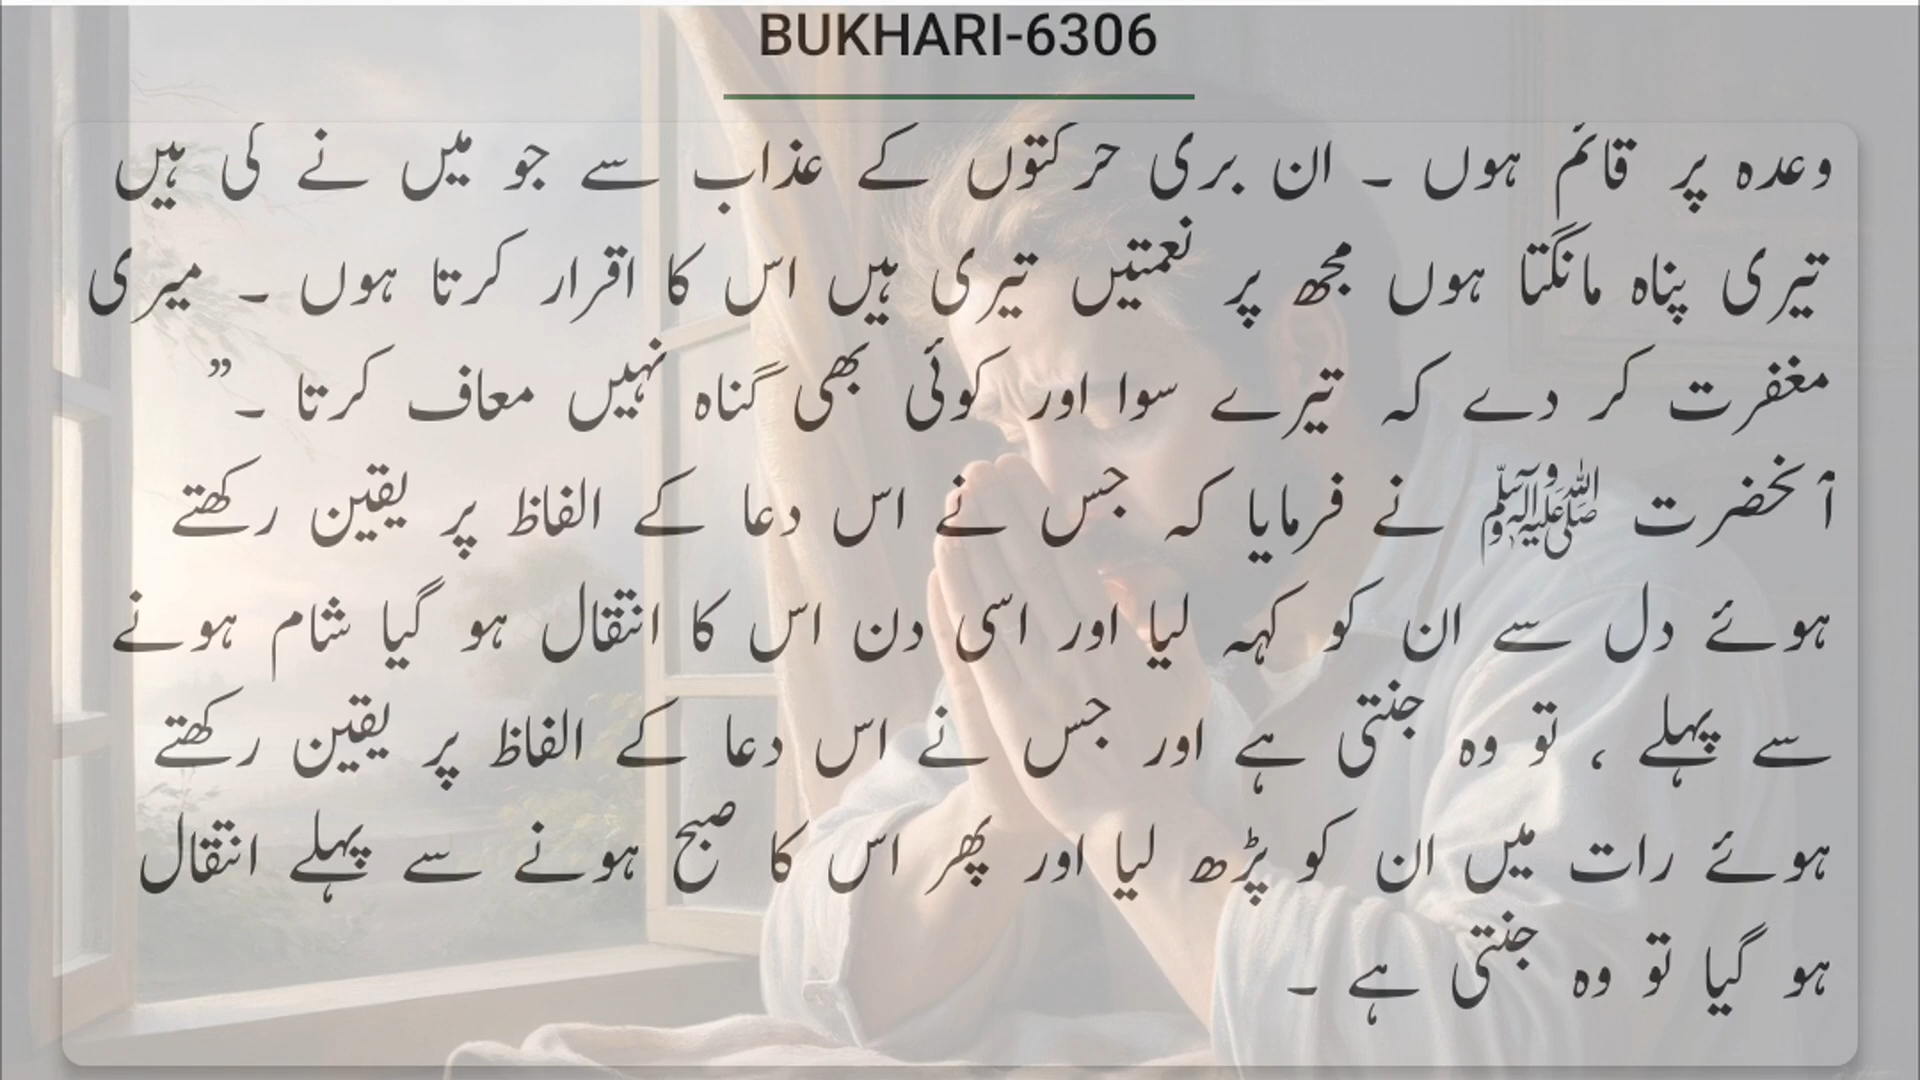 BUKHARI-6306
وعدہ پر قائم ہوں ۔ ان بری حرکتوں کے عذاب سے جو میں نے کی ہیں
تیری پناہ مانگتا ہوں مجھ پر نعمتیں تیری ہیں اس کا اقرار کرتا ہوں ۔ میری
مغفرت کر دے کہ تیرے سوا اور کوئی بھی گناہ نہیں معاف کرتا ۔”
آنحضرت ﷺ نے فرمایا کہ جس نے اس دعا کے الفاظ پر یقین رکھتے
ہوئے دل سے ان کو کہہ لیا اور اسی دن اس کا انتقال ہو گیا شام ہونے
سے پہلے ، تو وہ جنتی ہے اور جس نے اس دعا کے الفاظ پر یقین رکھتے
ہوئے رات میں ان کو پڑھ لیا اور پھر اس کا صبح ہونے سے پہلے انتقال
ہو گیا تو وہ جنتی ہے ۔